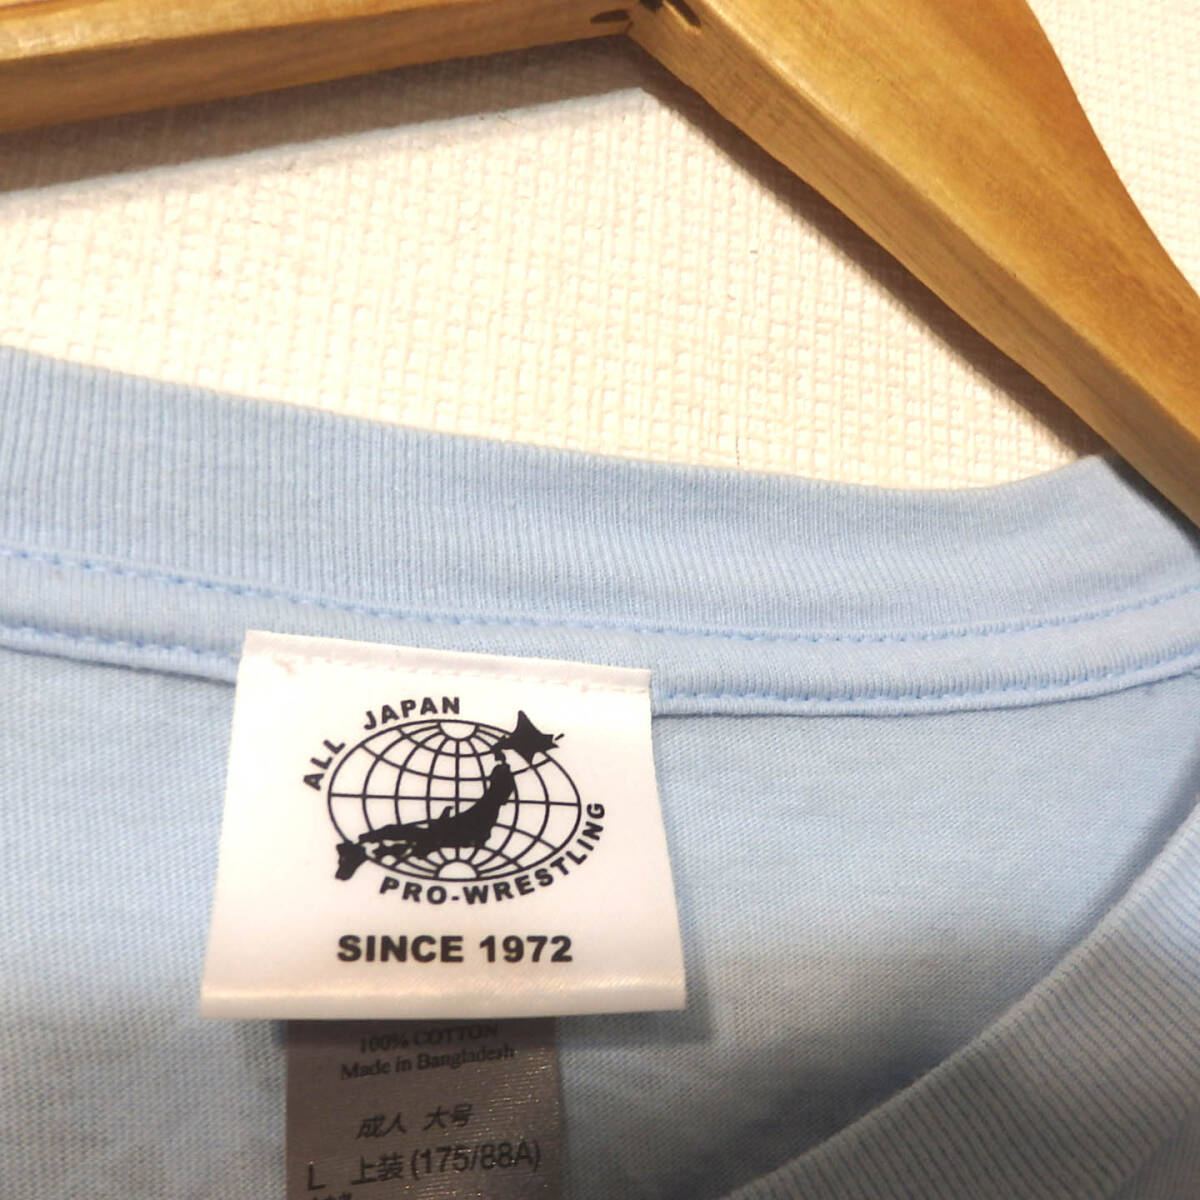 ALL JAPAN
PRO-WRESTLING
SINCE 1972
100% COTTON
Made in Bangladesh
成人 大号
L 上装 (175/88A)